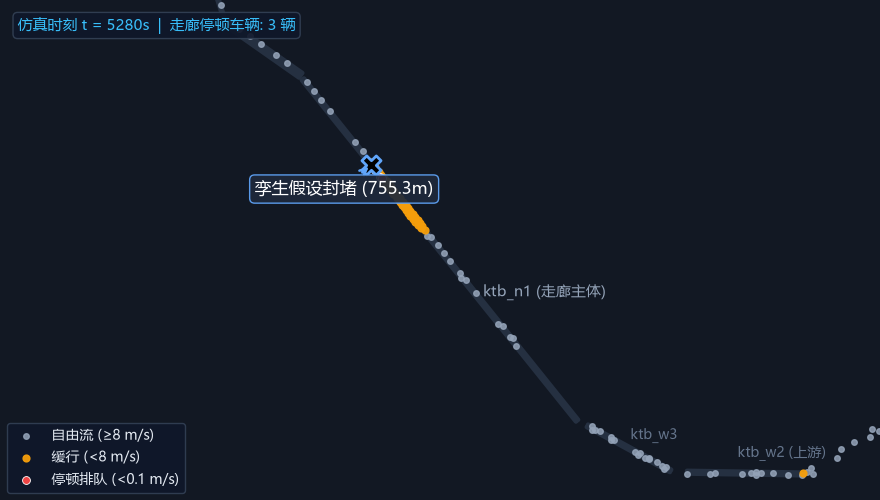 仿真时刻 t = 5280s | 走廊停顿车辆: 3 辆
孪生假设封堵 (755.3m)
ktb_n1 (走廊主体)
ktb_w3
ktb_w2 (上游)
自由流 (≥8 m/s)
缓行 (<8 m/s)
停顿排队 (<0.1 m/s)